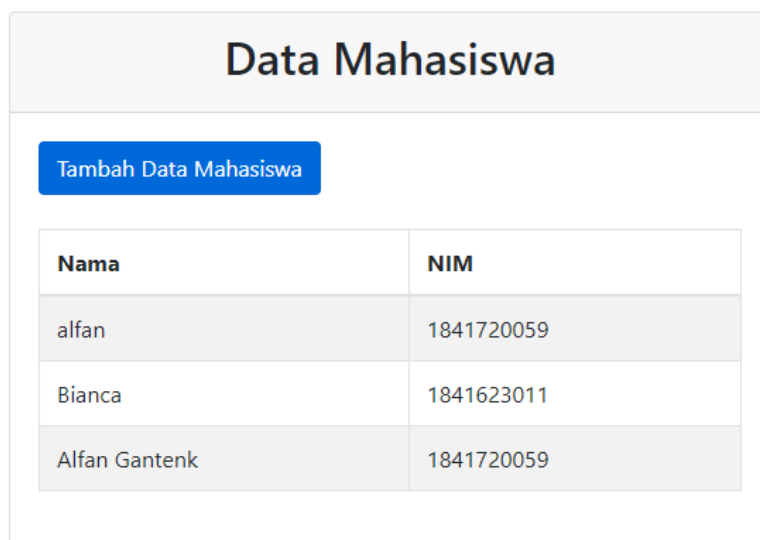 Data Mahasiswa
Tambah Data Mahasiswa
Nama NIM
alfan 1841720059
Bianca 1841623011
Alfan Gantenk 1841720059